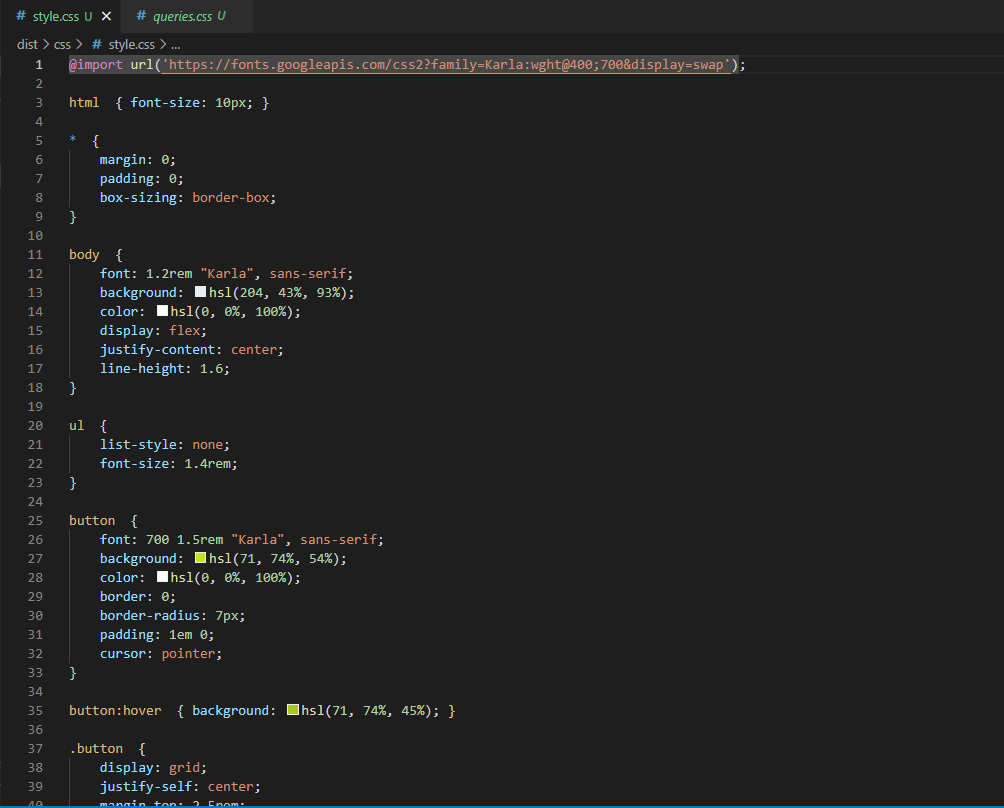 # style.css U × # queries.css U
dist > css > # style.css > ...
1 @import url('https://fonts.googleapis.com/css2?family=Karla:wght@400;700&display=swap');
2
3 html  { font-size: 10px; }
4
5 *  {
6     margin: 0;
7     padding: 0;
8     box-sizing: border-box;
9 }
10
11 body  {
12     font: 1.2rem "Karla", sans-serif;
13     background: hsl(204, 43%, 93%);
14     color: hsl(0, 0%, 100%);
15     display: flex;
16     justify-content: center;
17     line-height: 1.6;
18 }
19
20 ul  {
21     list-style: none;
22     font-size: 1.4rem;
23 }
24
25 button  {
26     font: 700 1.5rem "Karla", sans-serif;
27     background: hsl(71, 74%, 54%);
28     color: hsl(0, 0%, 100%);
29     border: 0;
30     border-radius: 7px;
31     padding: 1em 0;
32     cursor: pointer;
33 }
34
35 button:hover  { background: hsl(71, 74%, 45%); }
36
37 .button  {
38     display: grid;
39     justify-self: center;
40     margin-top: 2.5rem;